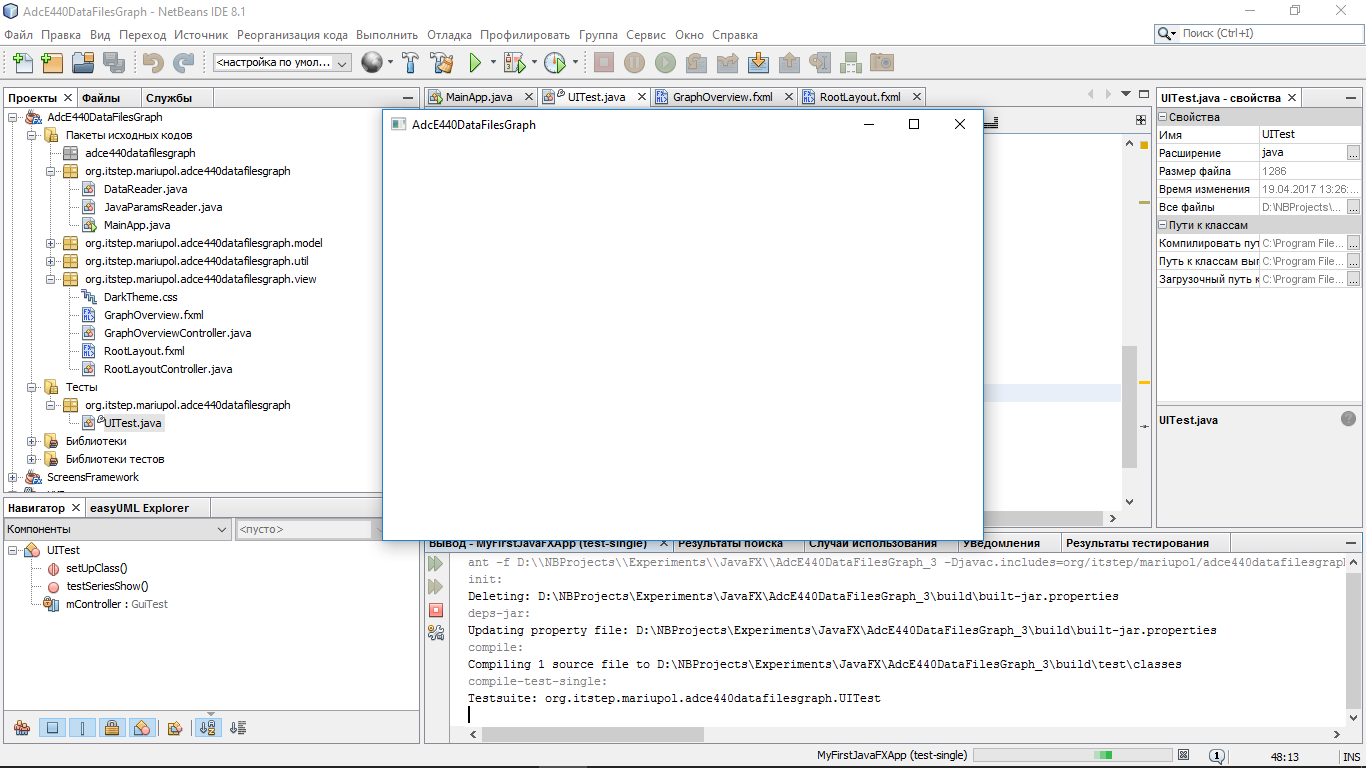 AdcE440DataFilesGraph - NetBeans IDE 8.1
Файл Правка Вид Переход Источник Реорганизация кода Выполнить Отладка Профилировать Группа Сервис Окно Справка
Поиск (Ctrl+I)
<настройка по умол...
Проекты Файлы Службы
AdcE440DataFilesGraph
Пакеты исходных кодов
adce440datafilesgraph
org.itstep.mariupol.adce440datafilesgraph
DataReader.java
JavaParamsReader.java
MainApp.java
org.itstep.mariupol.adce440datafilesgraph.model
org.itstep.mariupol.adce440datafilesgraph.util
org.itstep.mariupol.adce440datafilesgraph.view
DarkTheme.css
GraphOverview.fxml
GraphOverviewController.java
RootLayout.fxml
RootLayoutController.java
Тесты
org.itstep.mariupol.adce440datafilesgraph
UITest.java
Библиотеки
Библиотеки тестов
ScreensFramework
Навигатор easyUML Explorer
Компоненты <пусто>
UITest
setUpClass()
testSeriesShow()
mController : GuiTest
MainApp.java UITest.java GraphOverview.fxml RootLayout.fxml
AdcE440DataFilesGraph
UITest.java - свойства
Свойства
Имя UITest
Расширение java
Размер файла 1286
Время изменения 19.04.2017 13:26:...
Все файлы D:\NBProjects\...
Пути к классам
Компилировать пут C:\Program File...
Путь к классам вып C:\Program File...
Загрузочный путь к C:\Program File...
UITest.java
Вывод - MyFirstJavaFXApp (test-single) Результаты поиска Случаи использования Уведомления Результаты тестирования
ant -f D:\\NBProjects\\Experiments\\JavaFX\\AdcE440DataFilesGraph_3 -Djavac.includes=org/itstep/mariupol/adce440datafilesgraph
init:
Deleting: D:\NBProjects\Experiments\JavaFX\AdcE440DataFilesGraph_3\build\built-jar.properties
deps-jar:
Updating property file: D:\NBProjects\Experiments\JavaFX\AdcE440DataFilesGraph_3\build\built-jar.properties
compile:
Compiling 1 source file to D:\NBProjects\Experiments\JavaFX\AdcE440DataFilesGraph_3\build\test\classes
compile-test-single:
Testsuite: org.itstep.mariupol.adce440datafilesgraph.UITest
MyFirstJavaFXApp (test-single) 1 48:13 INS